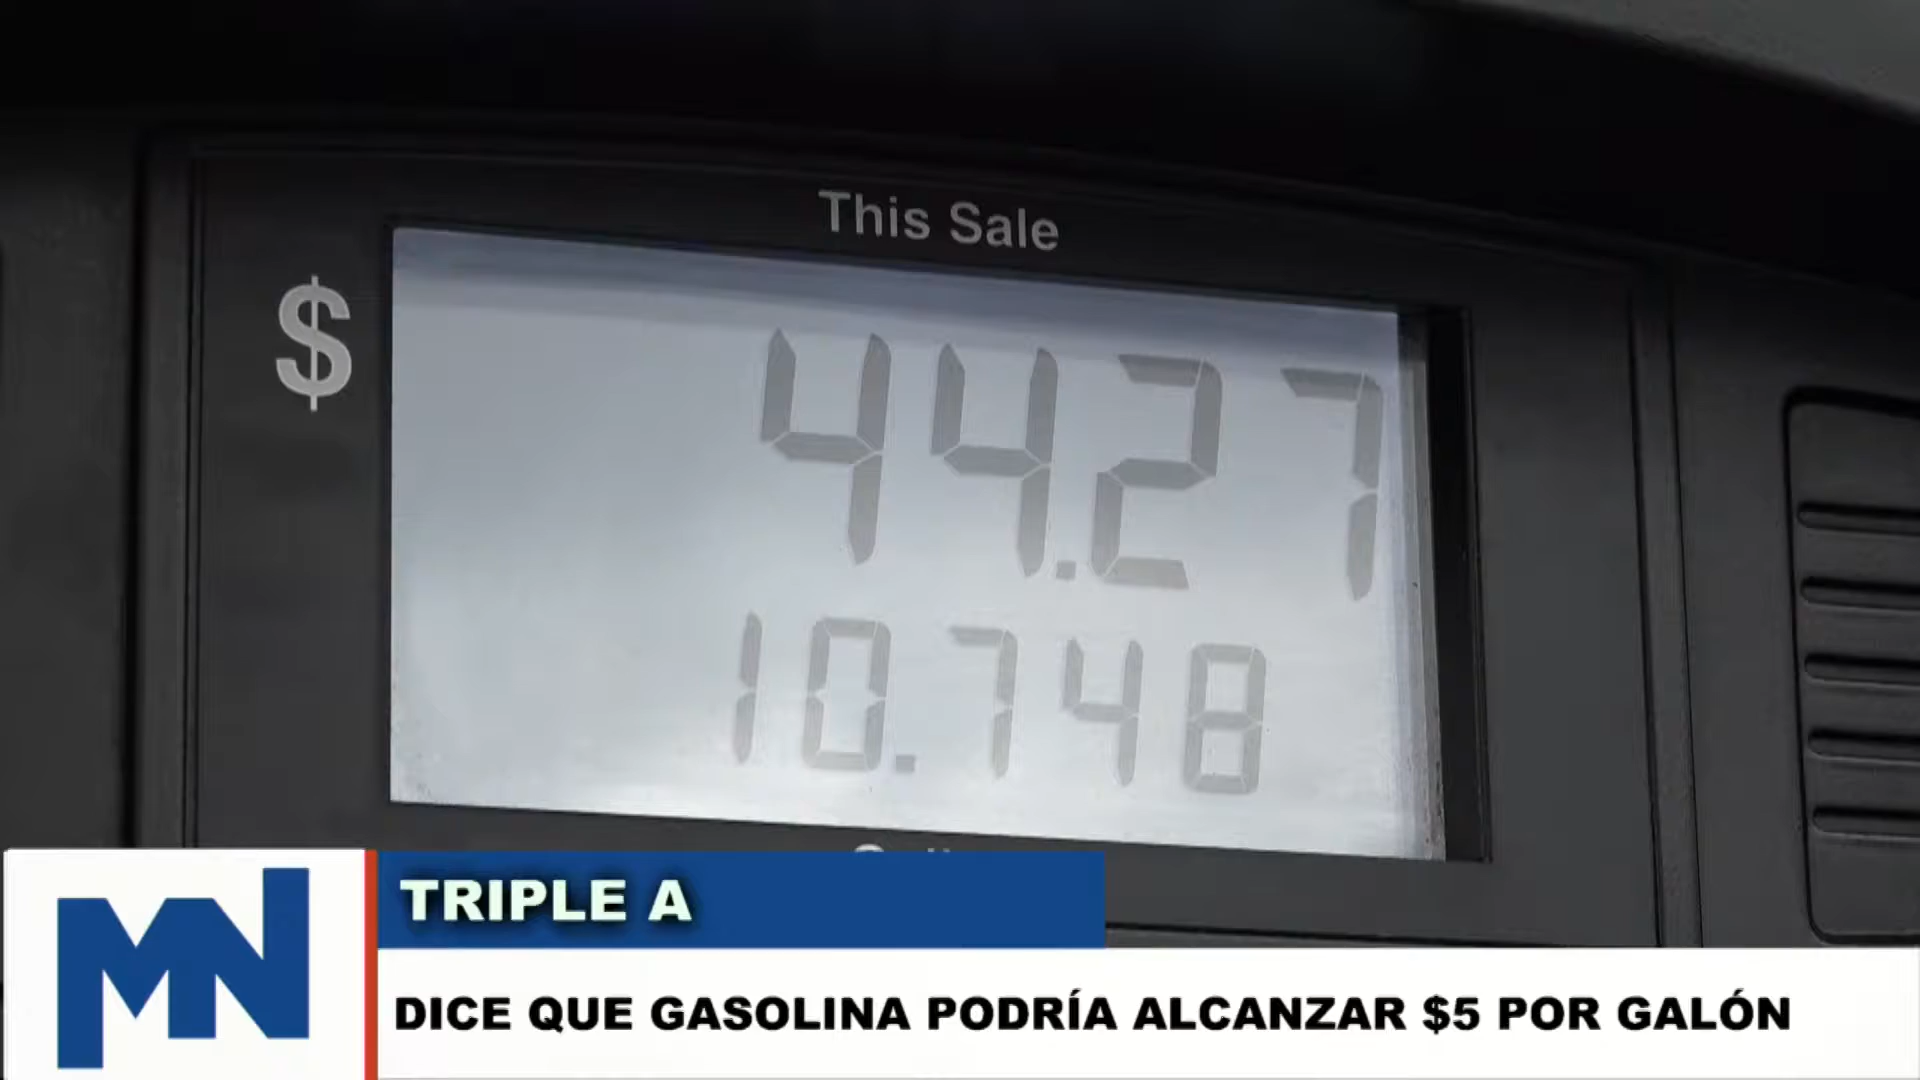 This Sale
$
44.27
10.748
TRIPLE A
MN
DICE QUE GASOLINA PODRÍA ALCANZAR $5 POR GALÓN